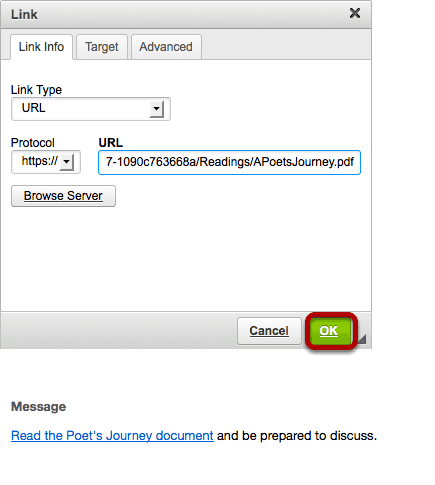 Link
Link Info Target Advanced
Link Type
URL
Protocol URL
https:// 7-1090c763668a/Readings/APoetsJourney.pdf
Browse Server
Cancel OK
Message
Read the Poet's Journey document and be prepared to discuss.